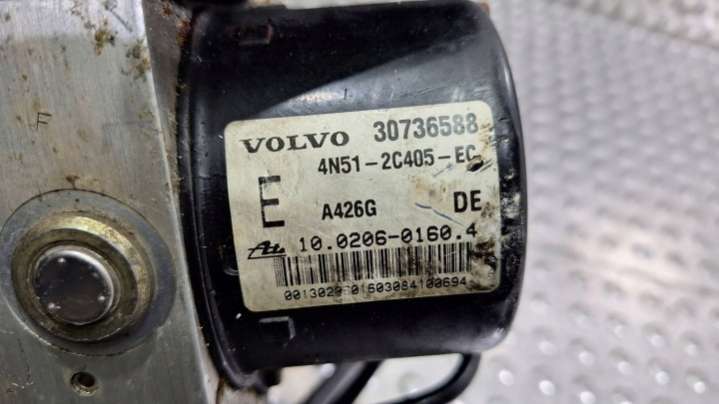 F
VOLVO 30736588
4N51-2C405-EC
E A426G DE
10.0206-0160.4